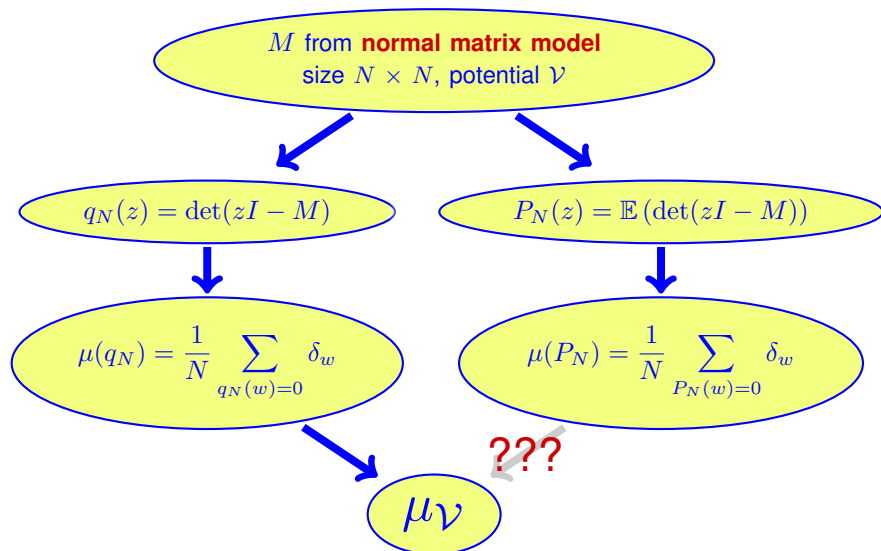 M from normal matrix model
size N × N, potential 𝒱
q_N(z) = det(zI − M)
P_N(z) = 𝔼 (det(zI − M))
μ(q_N) = 1/N ∑_{q_N(w)=0} δ_w
μ(P_N) = 1/N ∑_{P_N(w)=0} δ_w
???
μ_𝒱